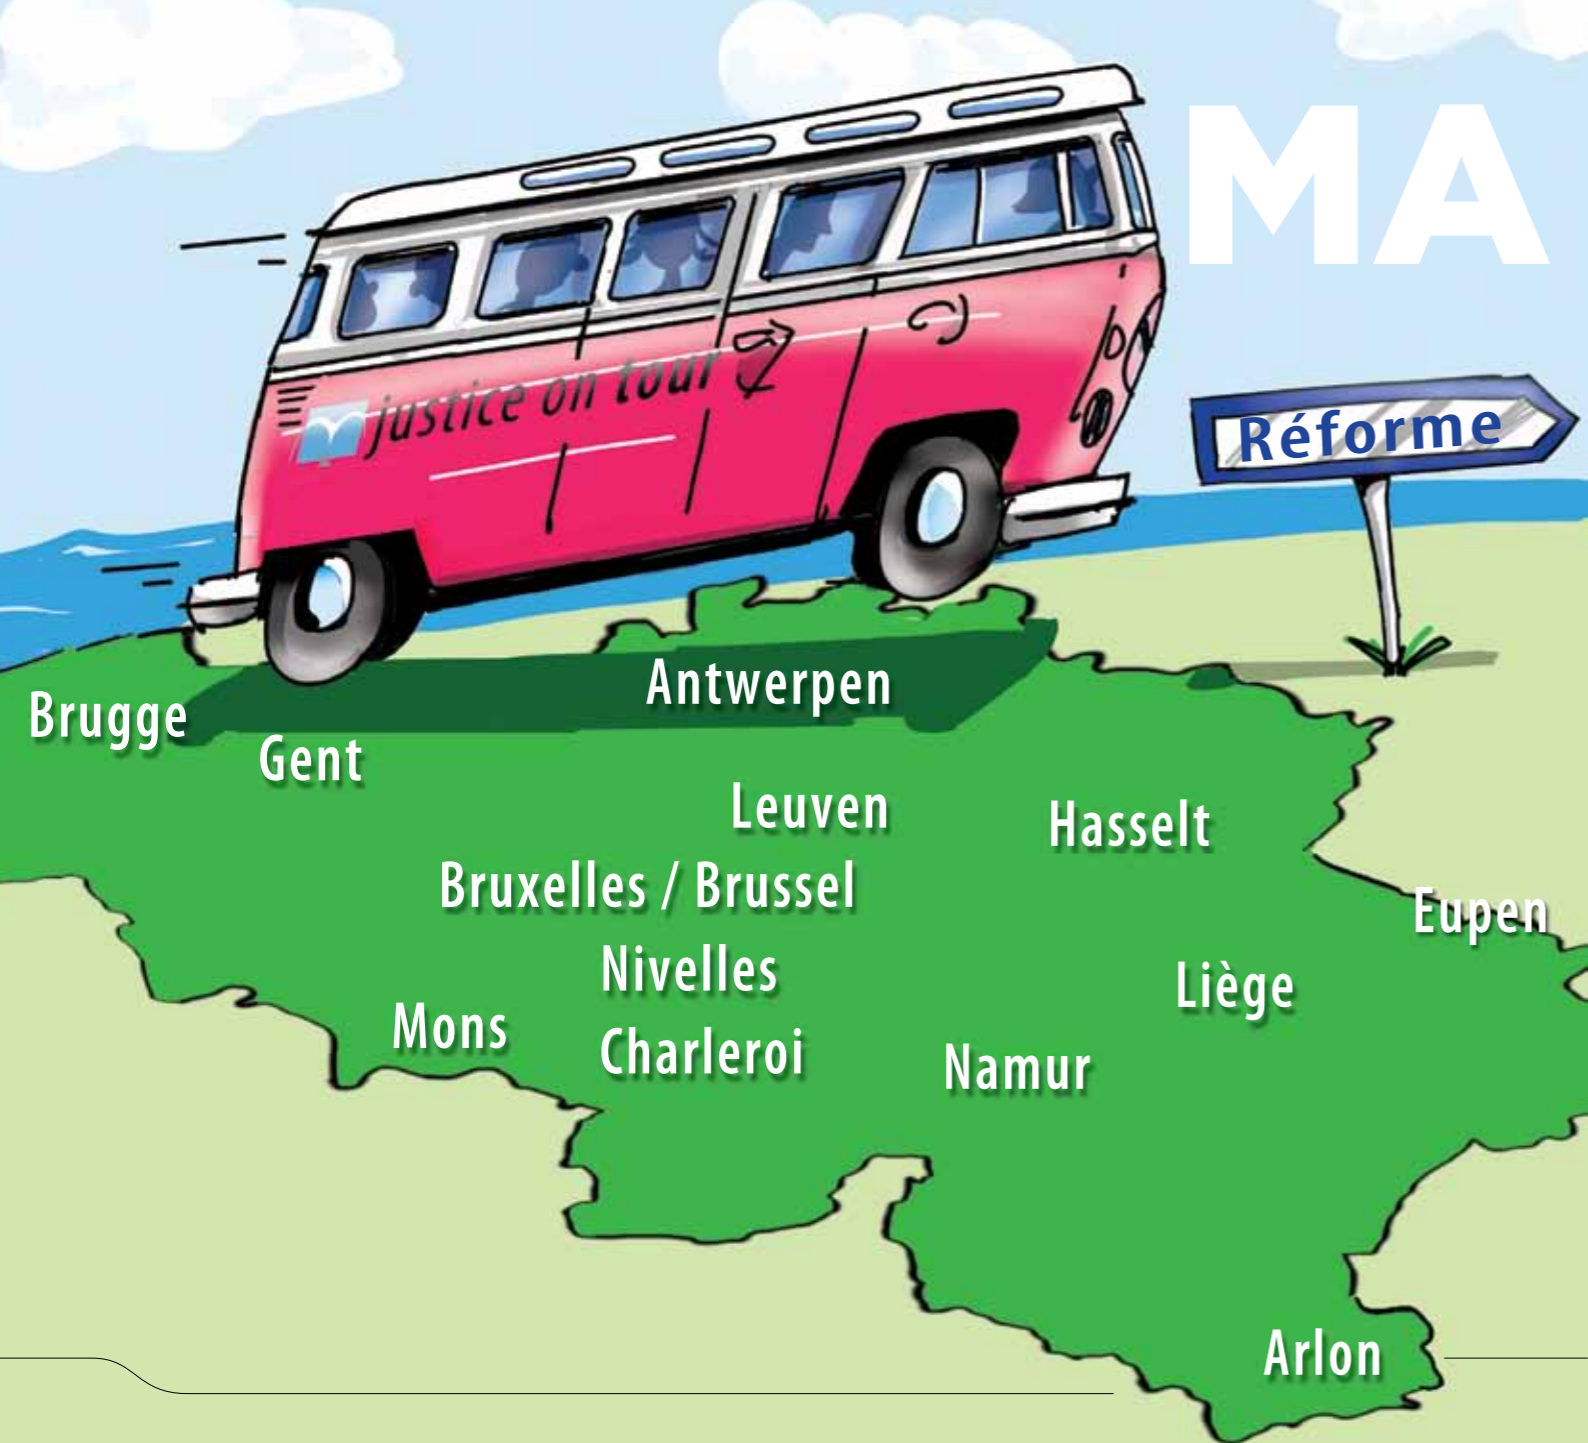 MA
justice on tour
Réforme
Antwerpen
Brugge
Gent
Leuven
Hasselt
Bruxelles / Brussel
Eupen
Nivelles
Liège
Mons
Charleroi
Namur
Arlon